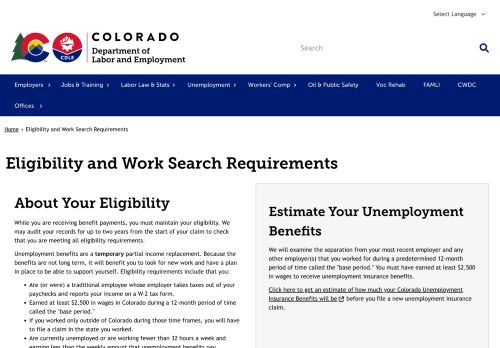 Select Language
COLORADO
Department of
Labor and Employment
CDLE
Search
Employers
Jobs & Training
Labor Law & Stats
Unemployment
Workers' Comp
Oil & Public Safety
Voc Rehab
FAMLI
CWDC
Offices
Home › Eligibility and Work Search Requirements
Eligibility and Work Search Requirements
About Your Eligibility
While you are receiving benefit payments, you must maintain your eligibility. We
may audit your records for up to two years from the start of your claim to check
that you are meeting all eligibility requirements.
Unemployment benefits are a temporary partial income replacement. Because the
benefits are not long term, it will benefit you to look for new work and have a plan
in place to be able to support yourself. Eligibility requirements include that you:
• Are (or were) a traditional employee whose employer takes taxes out of your
paychecks and reports your income on a W-2 tax form.
• Earned at least $2,500 in wages in Colorado during a 12-month period of time
called the "base period."
• If you worked only outside of Colorado during those time frames, you will have
to file a claim in the state you worked.
• Are currently unemployed or are working fewer than 32 hours a week and
earning less than the weekly amount that unemployment benefits pay.
Estimate Your Unemployment
Benefits
We will examine the separation from your most recent employer and any
other employer(s) that you worked for during a predetermined 12-month
period of time called the "base period." You must have earned at least $2,500
in wages to receive unemployment insurance benefits.
Click here to get an estimate of how much your Colorado Unemployment
Insurance Benefits will be before you file a new unemployment insurance
claim.